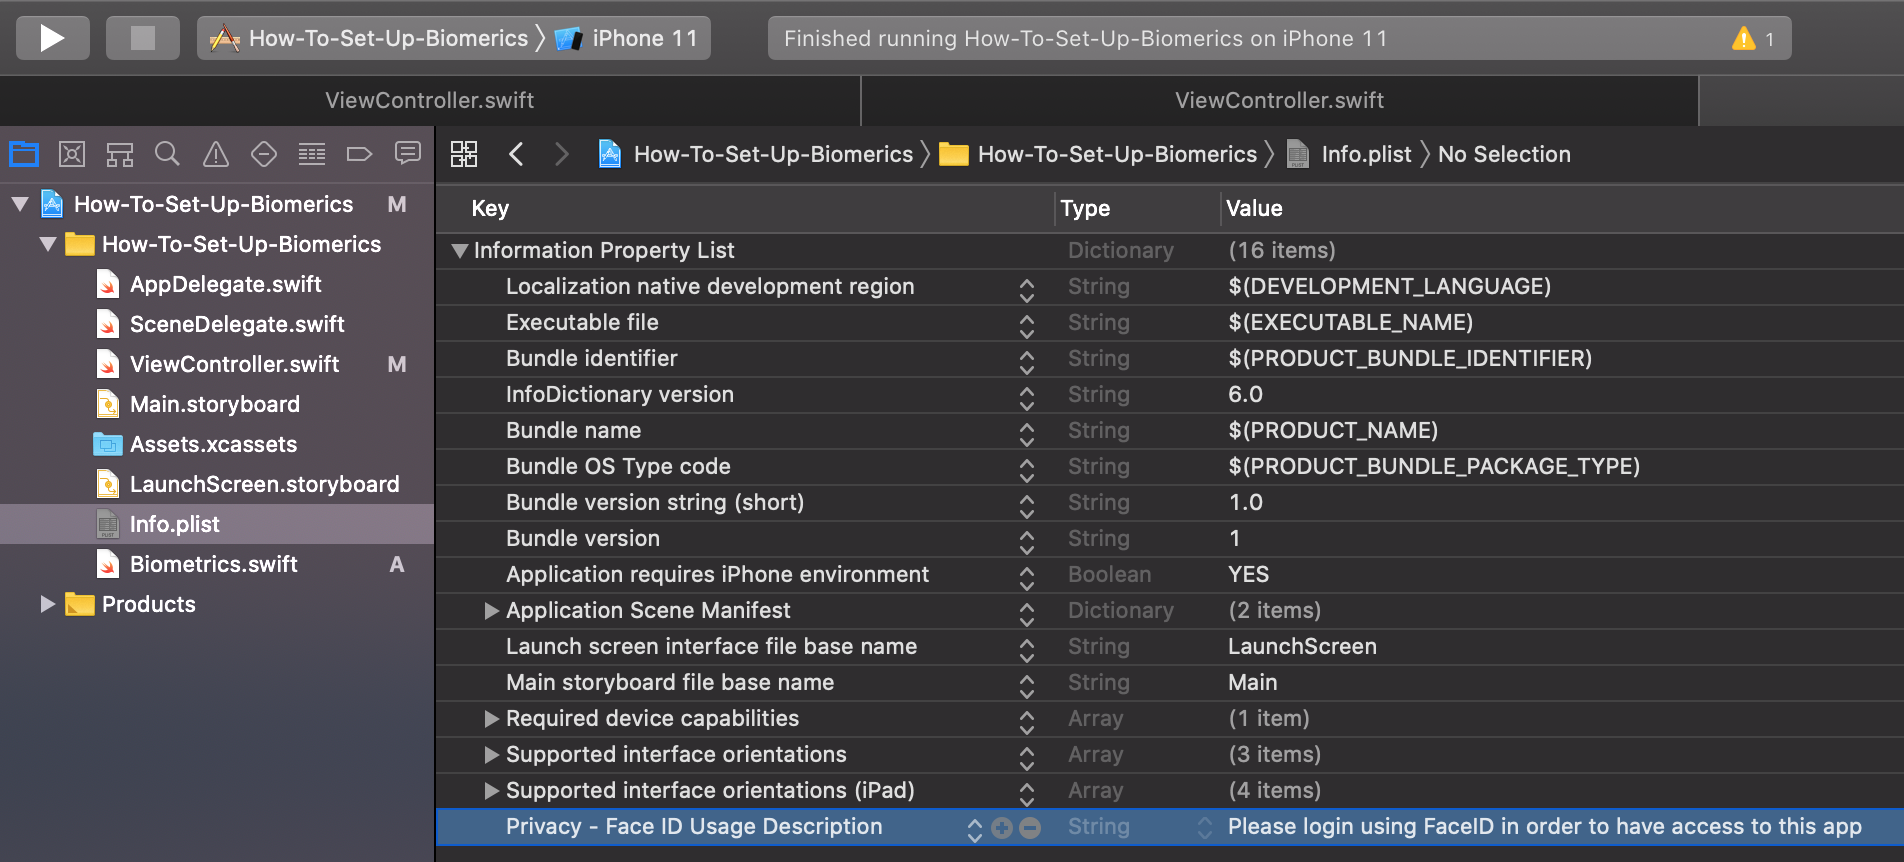 How-To-Set-Up-Biomerics iPhone 11
Finished running How-To-Set-Up-Biomerics on iPhone 11 1
ViewController.swift ViewController.swift
How-To-Set-Up-Biomerics How-To-Set-Up-Biomerics Info.plist No Selection
How-To-Set-Up-Biomerics M
How-To-Set-Up-Biomerics
AppDelegate.swift
SceneDelegate.swift
ViewController.swift M
Main.storyboard
Assets.xcassets
LaunchScreen.storyboard
Info.plist
Biometrics.swift A
Products
Key Type Value
Information Property List Dictionary (16 items)
Localization native development region String $(DEVELOPMENT_LANGUAGE)
Executable file String $(EXECUTABLE_NAME)
Bundle identifier String $(PRODUCT_BUNDLE_IDENTIFIER)
InfoDictionary version String 6.0
Bundle name String $(PRODUCT_NAME)
Bundle OS Type code String $(PRODUCT_BUNDLE_PACKAGE_TYPE)
Bundle version string (short) String 1.0
Bundle version String 1
Application requires iPhone environment Boolean YES
Application Scene Manifest Dictionary (2 items)
Launch screen interface file base name String LaunchScreen
Main storyboard file base name String Main
Required device capabilities Array (1 item)
Supported interface orientations Array (3 items)
Supported interface orientations (iPad) Array (4 items)
Privacy - Face ID Usage Description String Please login using FaceID in order to have access to this app